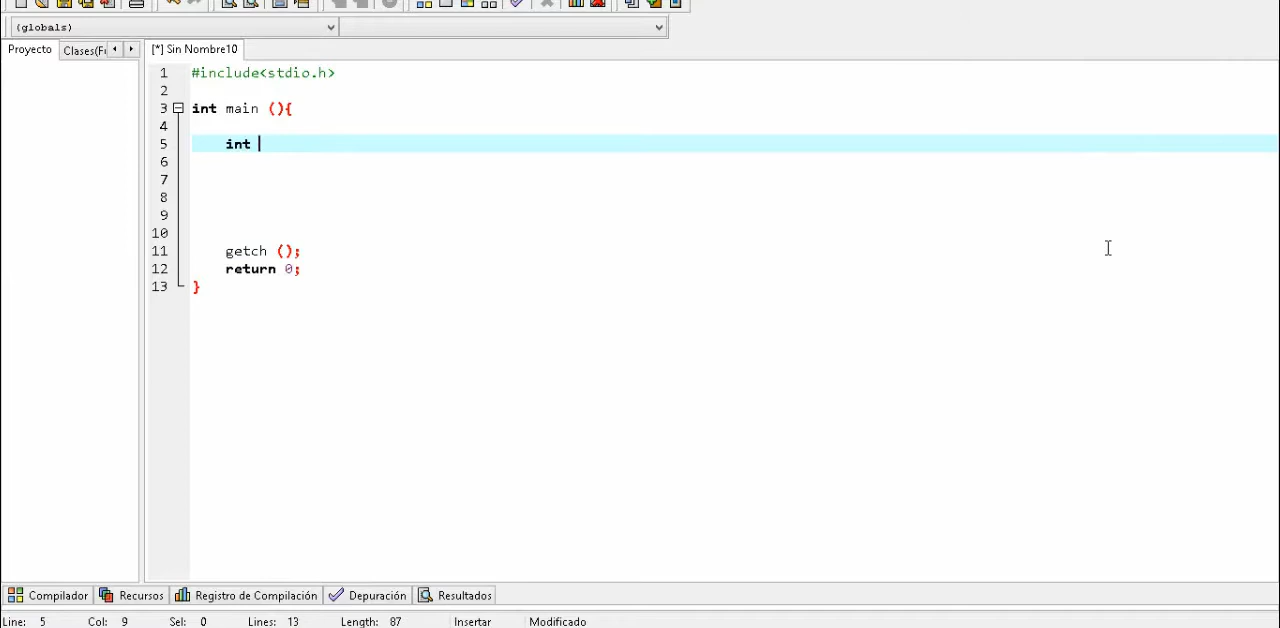 (globals)
Proyecto Clases(Fu [*] Sin Nombre10
1 #include<stdio.h>
2
3 int main (){
4
5 int
6
7
8
9
10
11 getch ();
12 return 0;
13 }
Compilador Recursos Registro de Compilación Depuración Resultados
Line: 5 Col: 9 Sel: 0 Lines: 13 Length: 87 Insertar Modificado